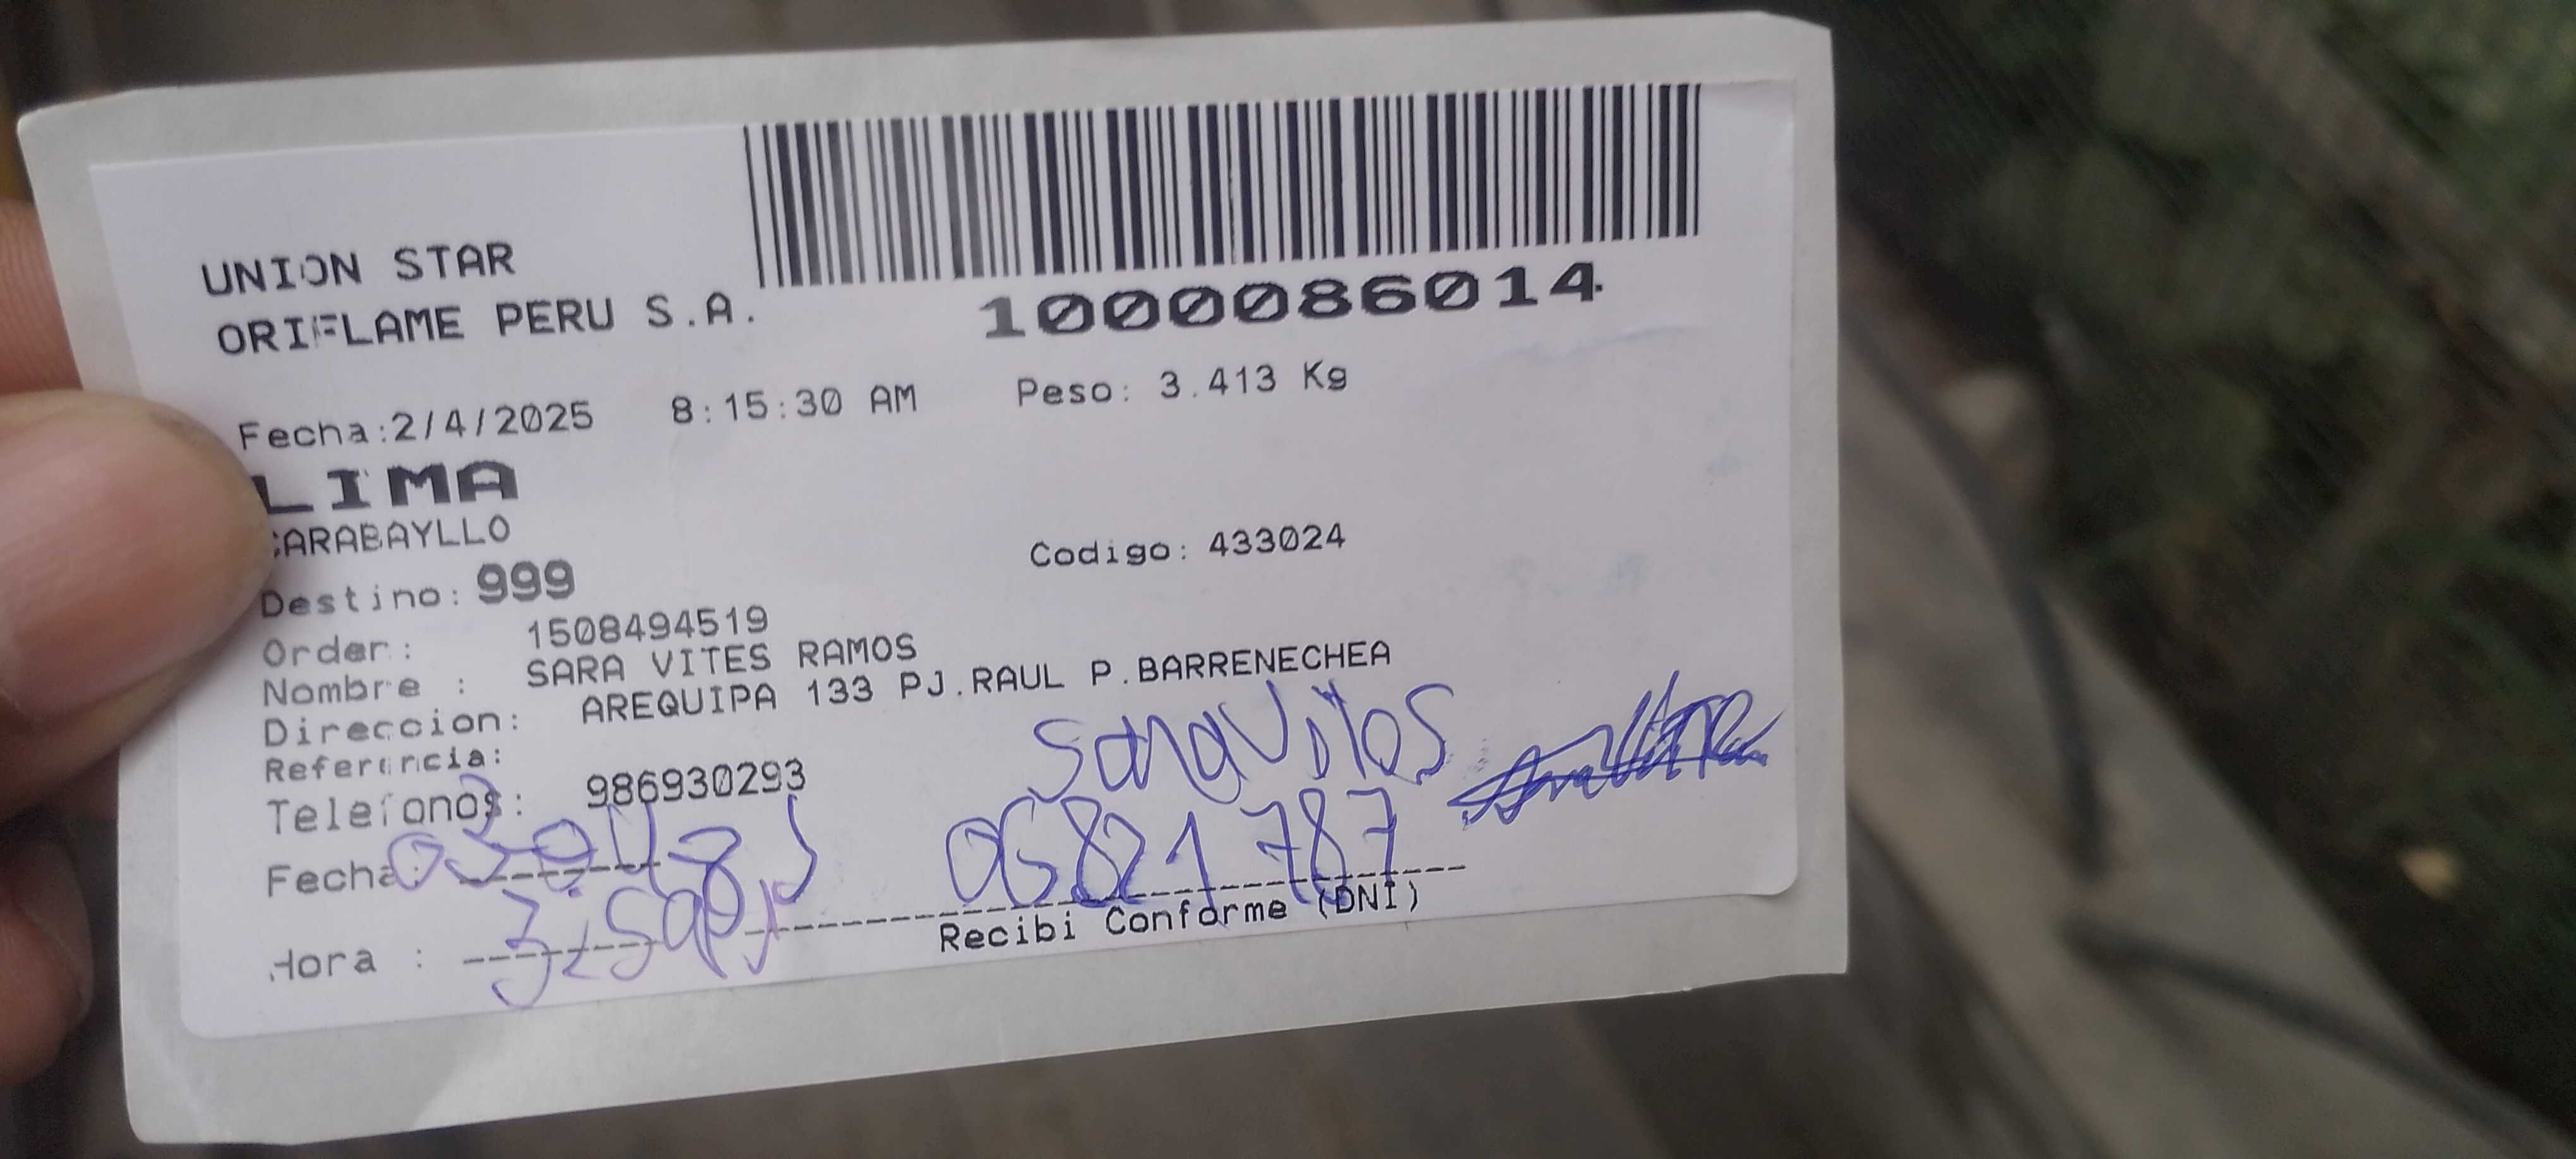 UNION STAR
ORIFLAME PERU S.A.
1000086014
Fecha:2/4/2025 8:15:30 AM Peso: 3.413 Kg
LIMA
CARABAYLLO
Codigo: 433024
Destino: 999
Order: 1508494519
Nombre : SARA VITES RAMOS
Direccion: AREQUIPA 133 PJ.RAUL P.BARRENECHEA
Referencia:
Telefonos: 986930293
Sara Vites
06821787
Fecha:
Hora :
Recibi Conforme (DNI)